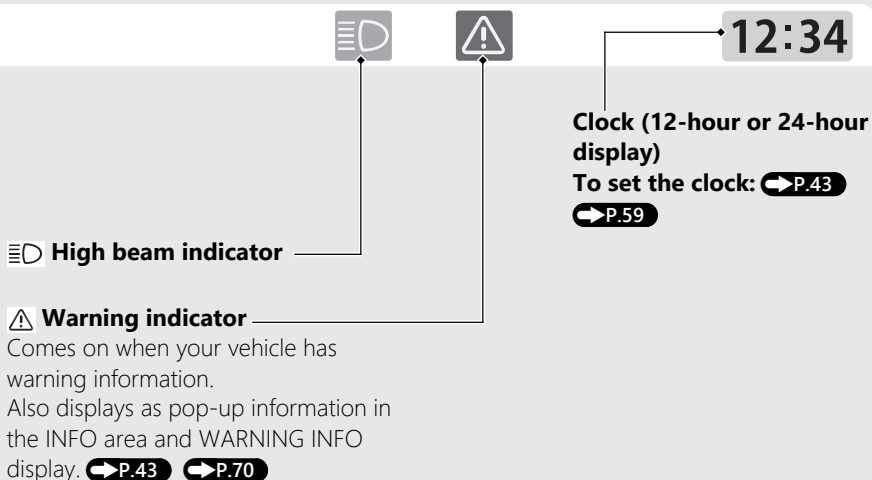 12:34
Clock (12-hour or 24-hour
display)
To set the clock: P.43
P.59
High beam indicator
Warning indicator
Comes on when your vehicle has
warning information.
Also displays as pop-up information in
the INFO area and WARNING INFO
display. P.43 P.70